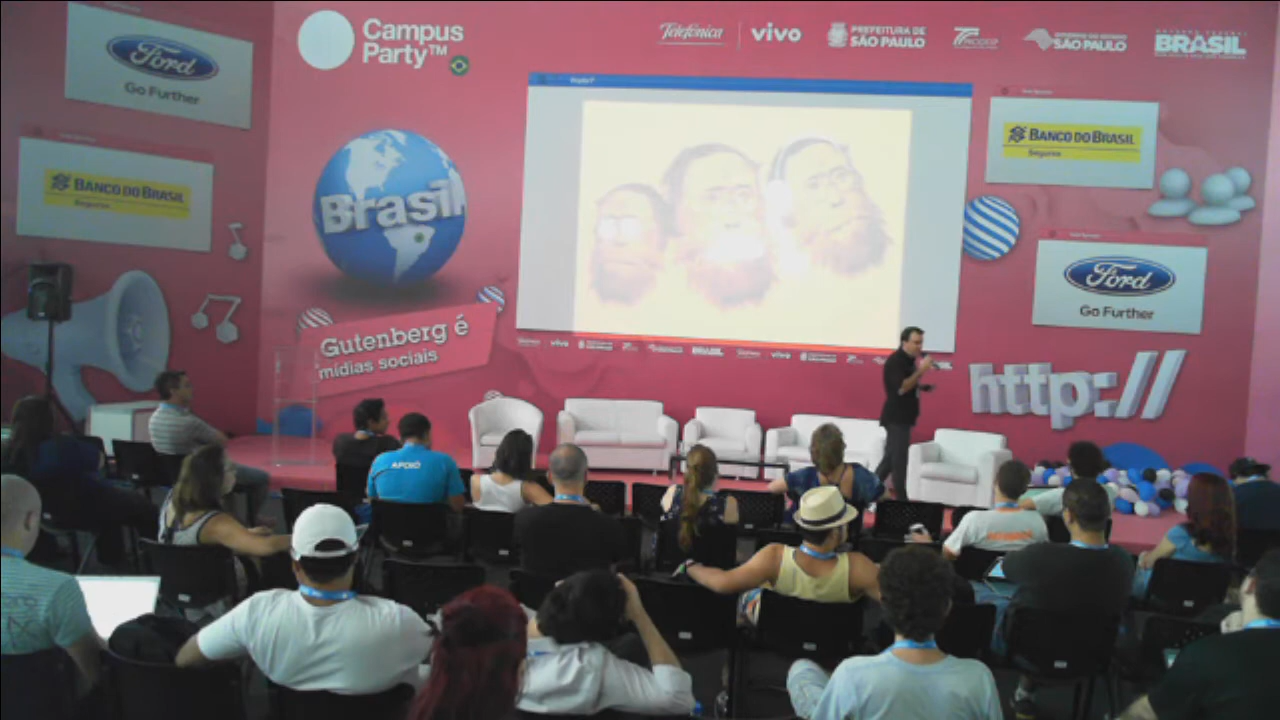 Campus
Party™
Telefónica
vivo
PREFEITURA DE
SÃO PAULO
SÃO PAULO
BRASIL
Ford
Go Further
BANCO DO BRASIL
Seguros
BANCO DO BRASIL
Seguros
Brasil
Ford
Go Further
Gutenberg é
mídias sociais
http://
APOIO